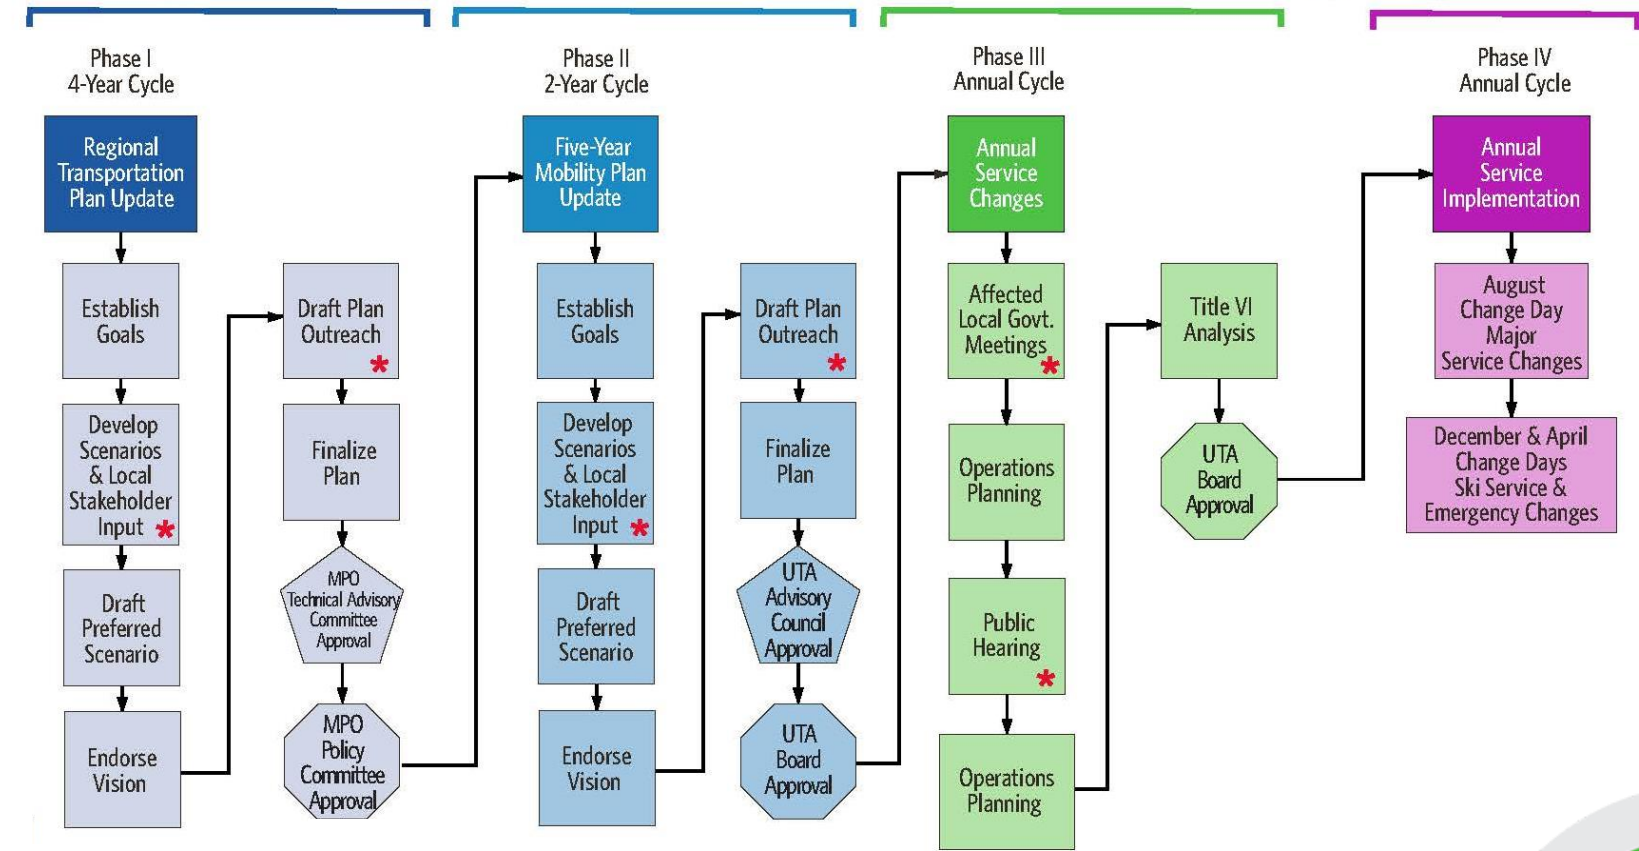 Phase I
4-Year Cycle
Regional
Transportation
Plan Update
Establish
Goals
Develop
Scenarios
& Local
Stakeholder
Input *
Draft
Preferred
Scenario
Endorse
Vision
Draft Plan
Outreach
*
Finalize
Plan
MPO
Technical Advisory
Committee
Approval
MPO
Policy
Committee
Approval
Phase II
2-Year Cycle
Five-Year
Mobility Plan
Update
Establish
Goals
Develop
Scenarios
& Local
Stakeholder
Input *
Draft
Preferred
Scenario
Endorse
Vision
Draft Plan
Outreach
*
Finalize
Plan
UTA
Advisory
Council
Approval
UTA
Board
Approval
Phase III
Annual Cycle
Annual
Service
Changes
Affected
Local Govt.
Meetings
*
Operations
Planning
Public
Hearing
*
Operations
Planning
Title VI
Analysis
UTA
Board
Approval
Phase IV
Annual Cycle
Annual
Service
Implementation
August
Change Day
Major
Service Changes
December & April
Change Days
Ski Service &
Emergency Changes